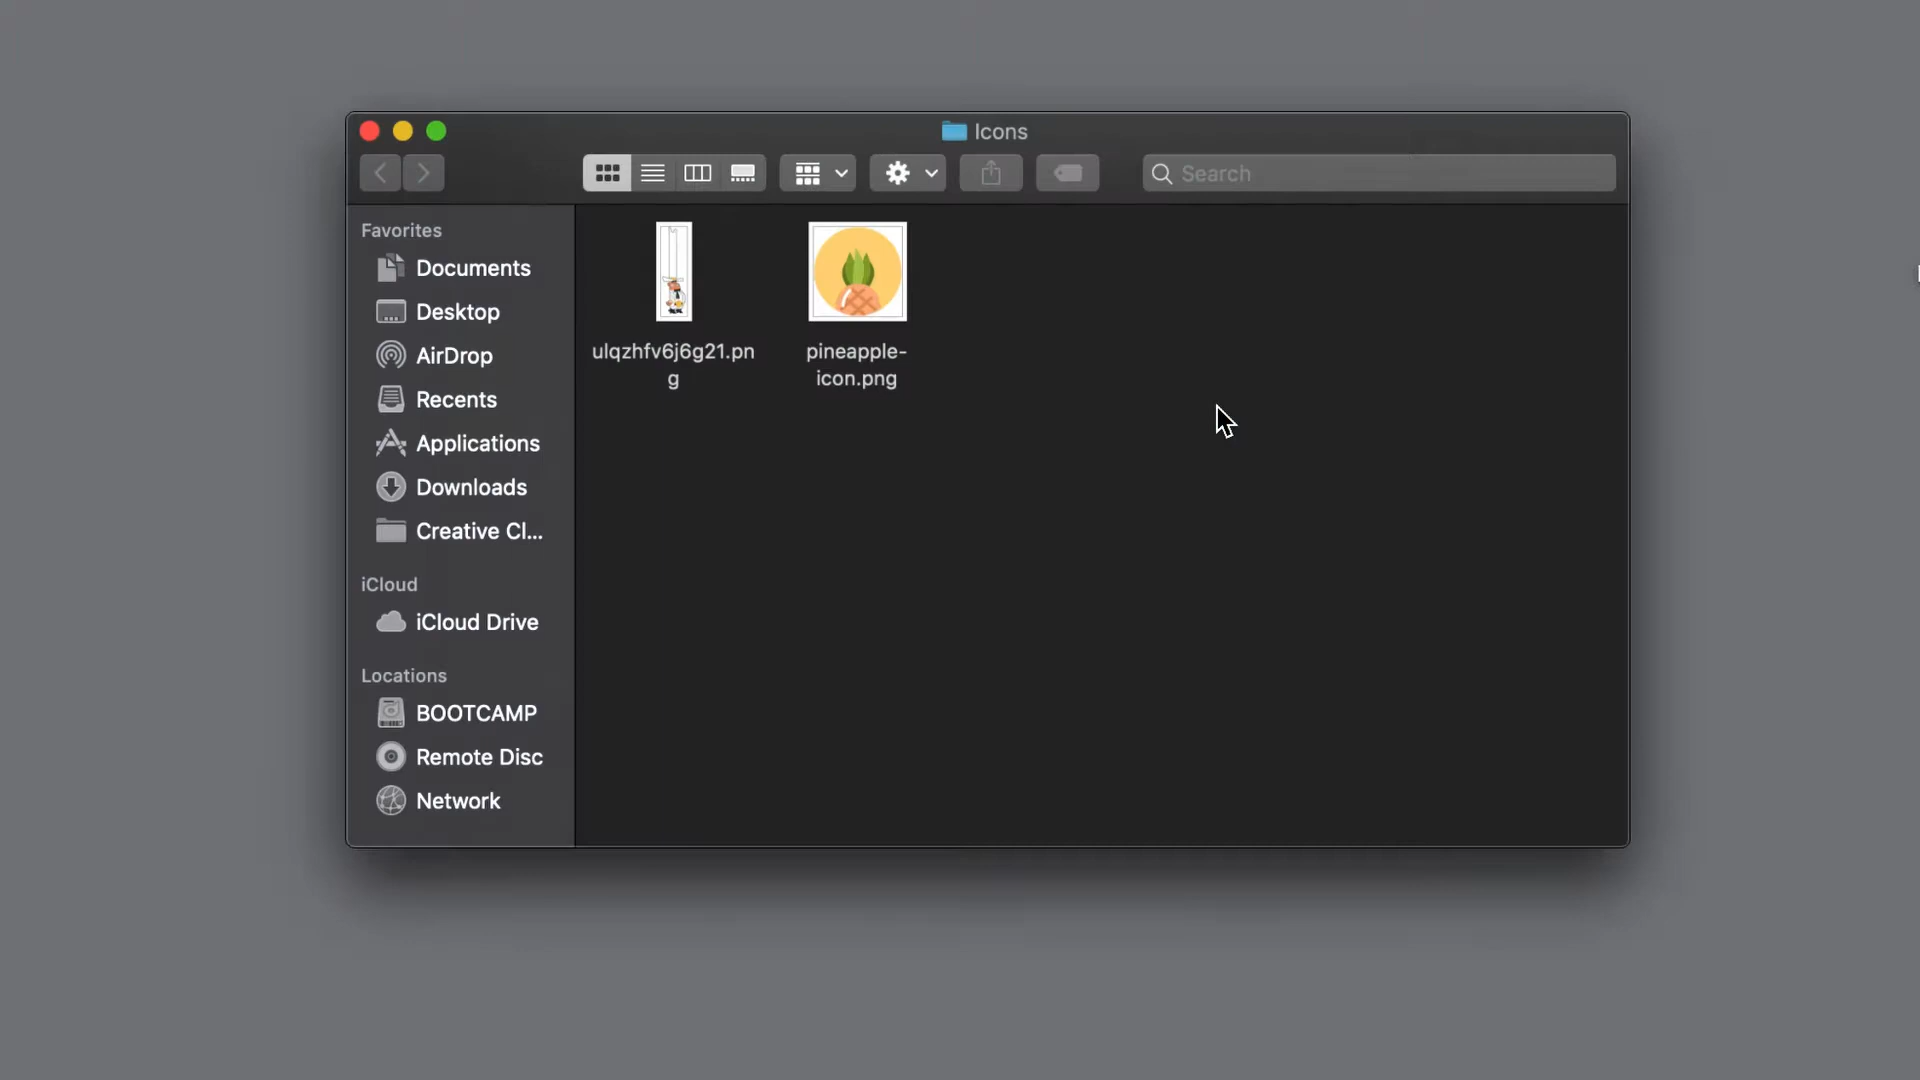 Icons
Search
Favorites
Documents
Desktop
AirDrop
Recents
Applications
Downloads
Creative Cl...
iCloud
iCloud Drive
Locations
BOOTCAMP
Remote Disc
Network
ulqzhfv6j6g21.pn
g
pineapple-
icon.png